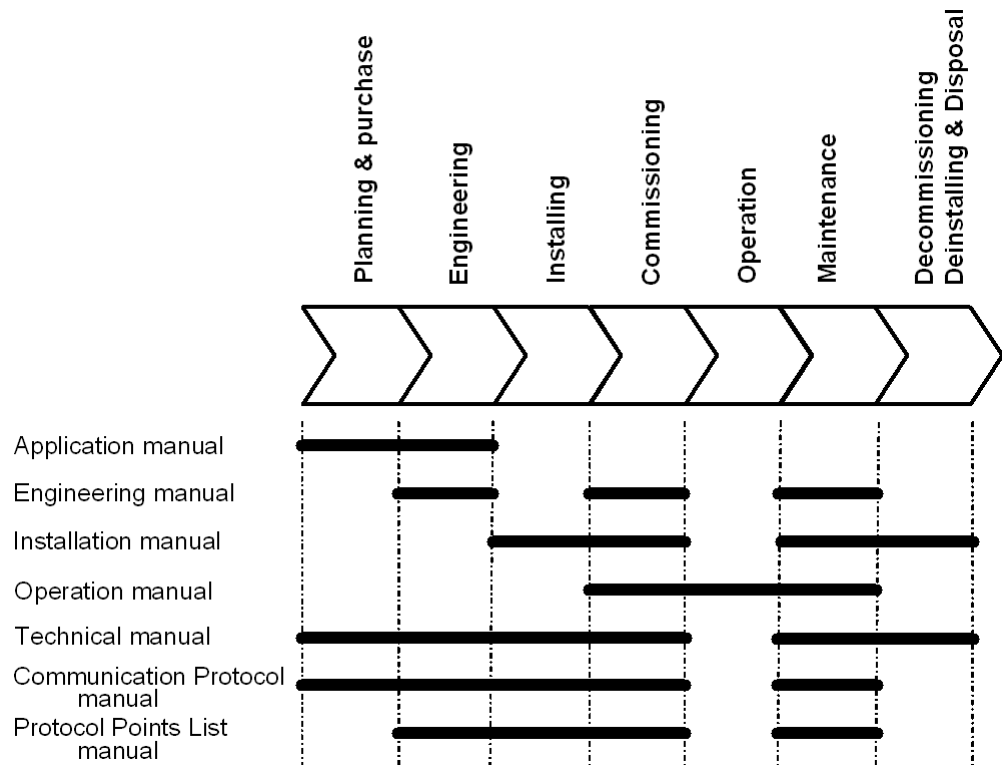 Planning & purchase
Engineering
Installing
Commissioning
Operation
Maintenance
Decommissioning
Deinstalling & Disposal
Application manual
Engineering manual
Installation manual
Operation manual
Technical manual
Communication Protocol
manual
Protocol Points List
manual